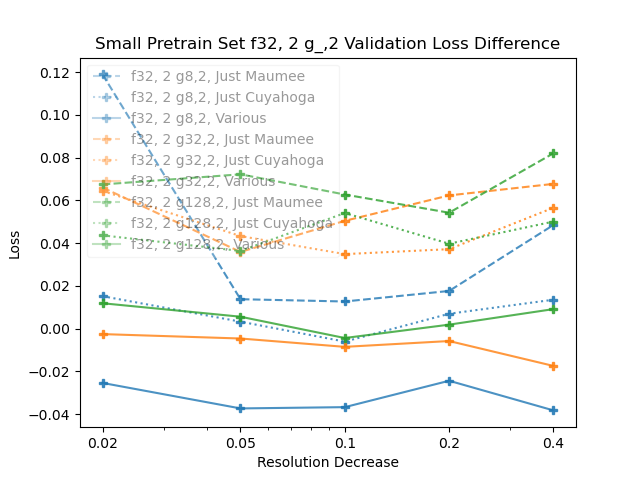 Small Pretrain Set f32, 2 g_,2 Validation Loss Difference
f32, 2 g8,2, Just Maumee
f32, 2 g8,2, Just Cuyahoga
f32, 2 g8,2, Various
f32, 2 g32,2, Just Maumee
f32, 2 g32,2, Just Cuyahoga
f32, 2 g32,2, Various
f32, 2 g128,2, Just Maumee
f32, 2 g128,2, Just Cuyahoga
f32, 2 g128,2, Various
0.12
0.10
0.08
0.06
0.04
0.02
0.00
−0.02
−0.04
Loss
0.02
0.05
0.1
0.2
0.4
Resolution Decrease